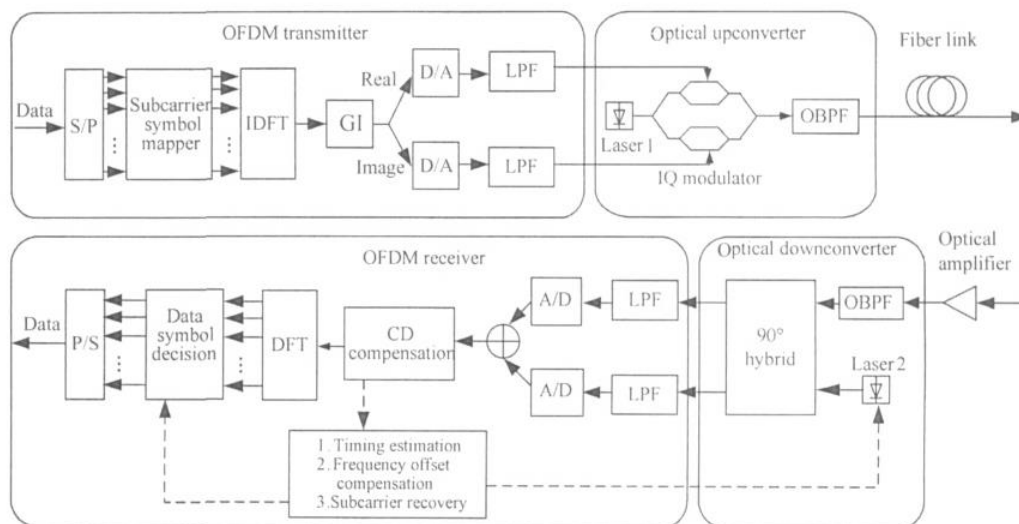 OFDM transmitter
Data
S/P
Subcarrier
symbol
mapper
IDFT
GI
Real
Image
D/A
D/A
LPF
LPF
Optical upconverter
Laser 1
IQ modulator
OBPF
Fiber link
OFDM receiver
Data
P/S
Data
symbol
decision
DFT
CD
compensation
A/D
A/D
LPF
LPF
1. Timing estimation
2. Frequency offset
compensation
3. Subcarrier recovery
Optical downconverter
90°
hybrid
OBPF
Laser 2
Optical
amplifier